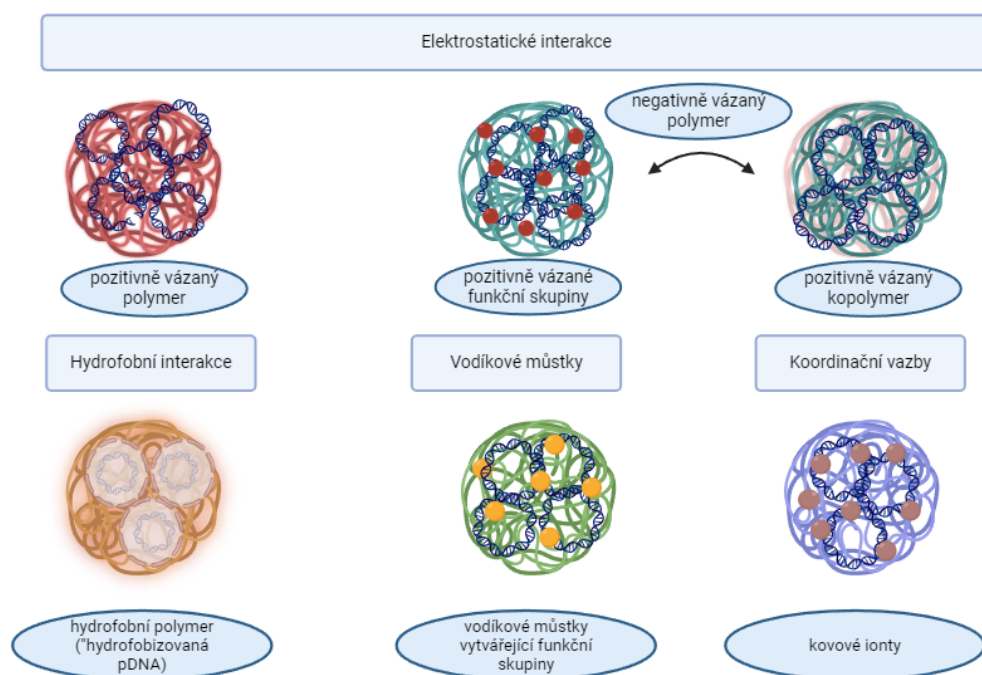 Elektrostatické interakce
negativně vázaný
polymer
pozitivně vázaný
polymer
pozitivně vázané
funkční skupiny
pozitivně vázaný
kopolymer
Hydrofobní interakce
Vodíkové můstky
Koordinační vazby
hydrofobní polymer
("hydrofobizovaná
pDNA)
vodíkové můstky
vytvářející funkční
skupiny
kovové ionty